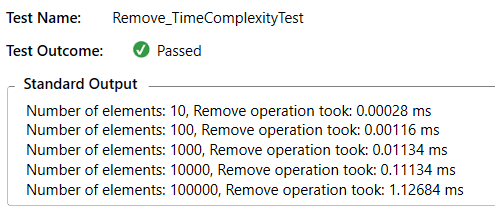 Test Name: Remove_TimeComplexityTest
Test Outcome: Passed
Standard Output
Number of elements: 10, Remove operation took: 0.00028 ms
Number of elements: 100, Remove operation took: 0.00116 ms
Number of elements: 1000, Remove operation took: 0.01134 ms
Number of elements: 10000, Remove operation took: 0.11134 ms
Number of elements: 100000, Remove operation took: 1.12684 ms